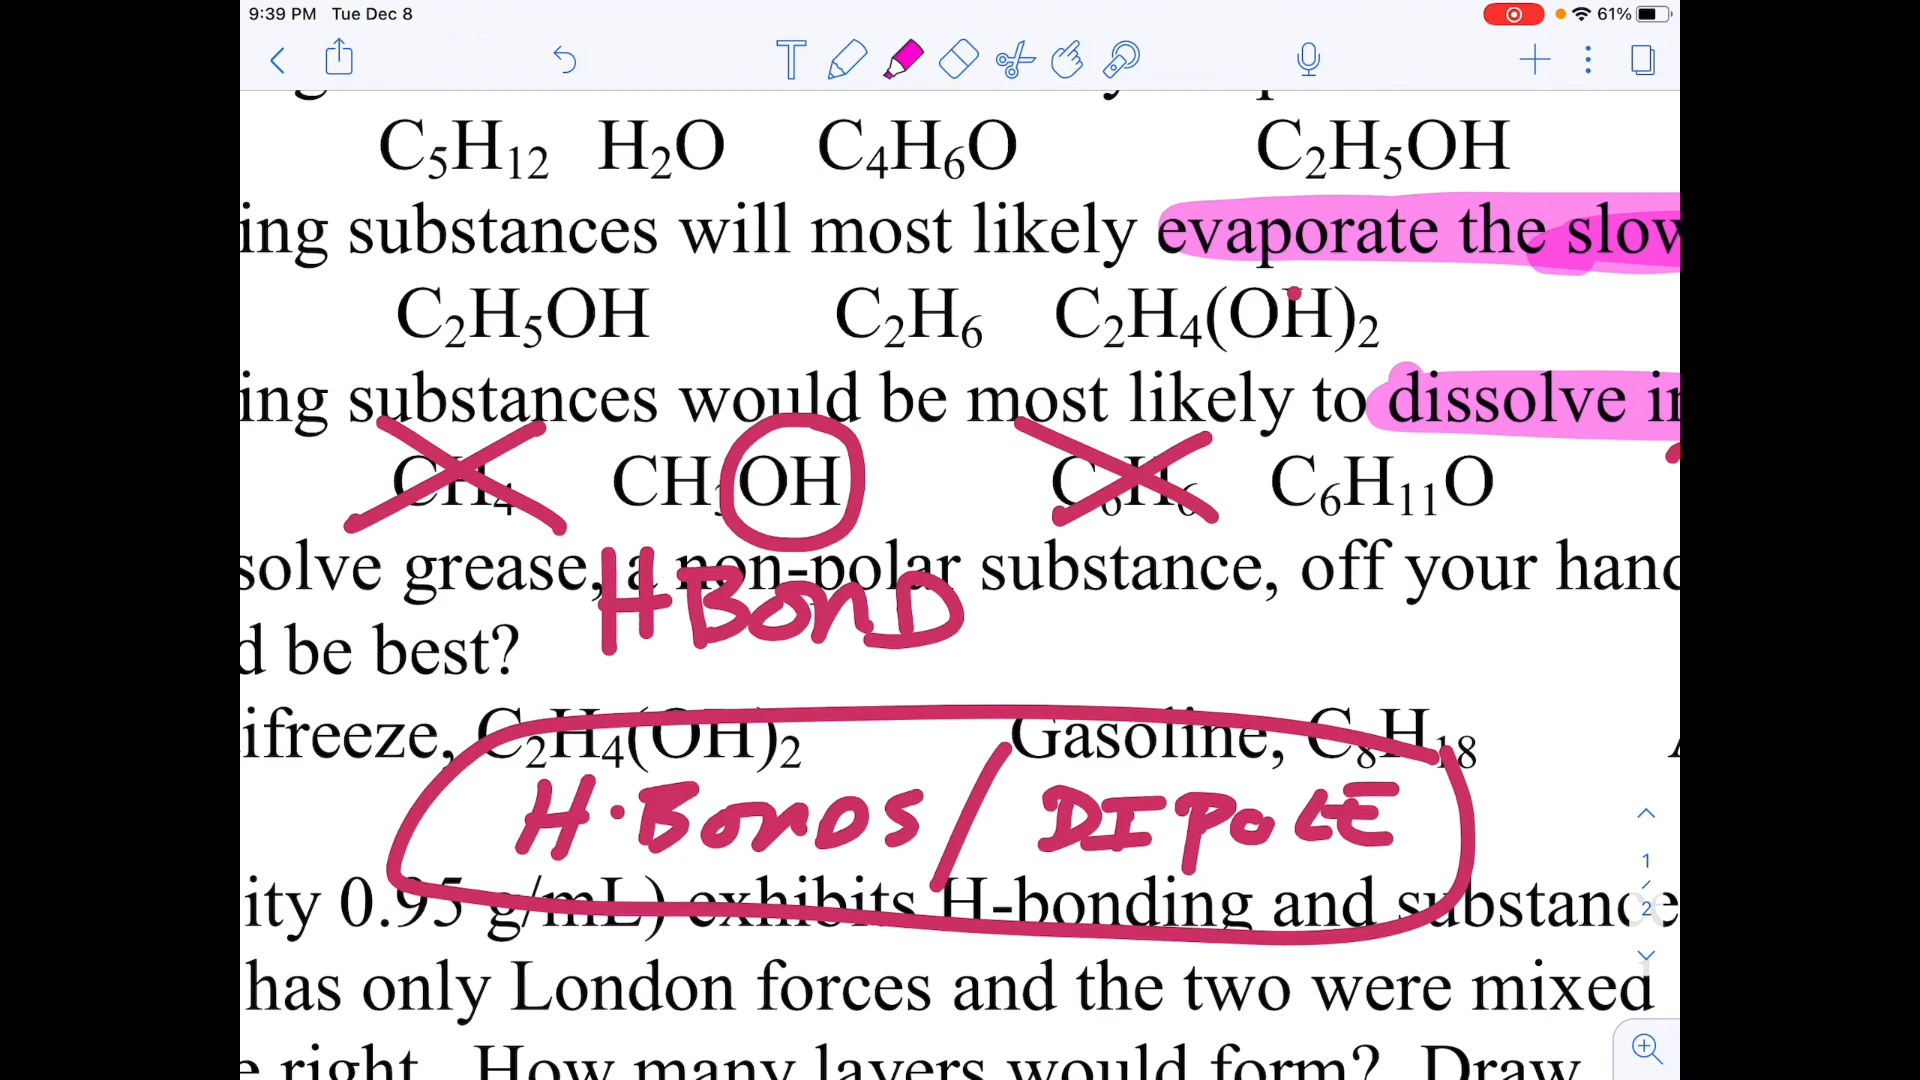 9:39 PM Tue Dec 8
61%
C₅H₁₂ H₂O C₄H₆O C₂H₅OH
ing substances will most likely evaporate the slow
C₂H₅OH C₂H₆ C₂H₄(OH)₂
ing substances would be most likely to dissolve in
CH₄ CH₃OH C₆H₆ C₆H₁₁O
solve grease, a non-polar substance, off your hand
H BOND
d be best?
ifreeze, C₂H₄(OH)₂ Gasoline, C₈H₁₈
H·BONDS / DIPOLE
ity 0.95 g/mL) exhibits H-bonding and substance
has only London forces and the two were mixed
e right. How many layers would form? Draw
1
2